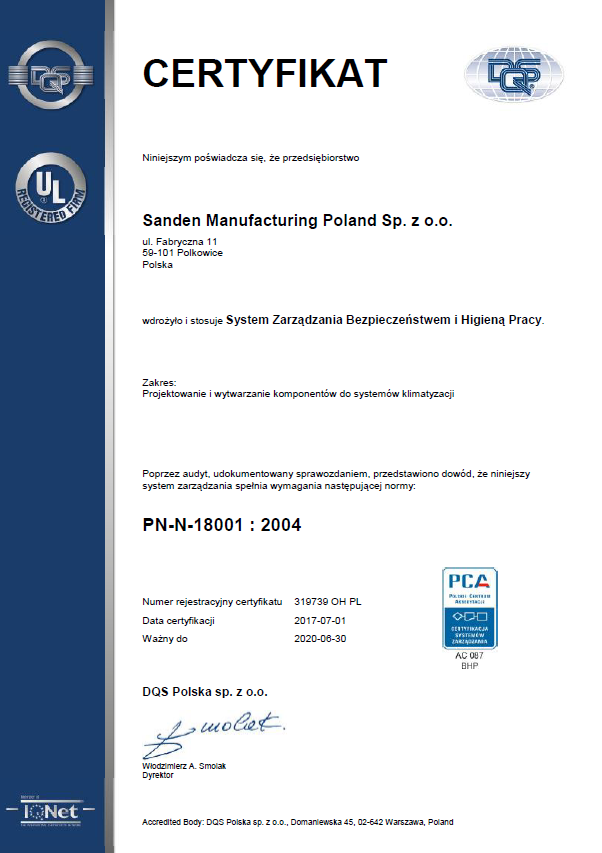 CERTYFIKAT
DQS
DQS
UL
REGISTERED FIRM
Niniejszym poświadcza się, że przedsiębiorstwo
Sanden Manufacturing Poland Sp. z o.o.
ul. Fabryczna 11
59-101 Polkowice
Polska
wdrożyło i stosuje System Zarządzania Bezpieczeństwem i Higieną Pracy.
Zakres:
Projektowanie i wytwarzanie komponentów do systemów klimatyzacji
Poprzez audyt, udokumentowany sprawozdaniem, przedstawiono dowód, że niniejszy
system zarządzania spełnia wymagania następującej normy:
PN-N-18001 : 2004
Numer rejestracyjny certyfikatu 319739 OH PL
Data certyfikacji 2017-07-01
Ważny do 2020-06-30
PCA
POLSKIE CENTRUM
AKREDYTACJI
CERTYFIKACJA
SYSTEMÓW
ZARZĄDZANIA
AC 087
BHP
DQS Polska sp. z o.o.
Smolak
Włodzimierz A. Smolak
Dyrektor
IQNet
Accredited Body: DQS Polska sp. z o.o., Domaniewska 45, 02-642 Warszawa, Poland